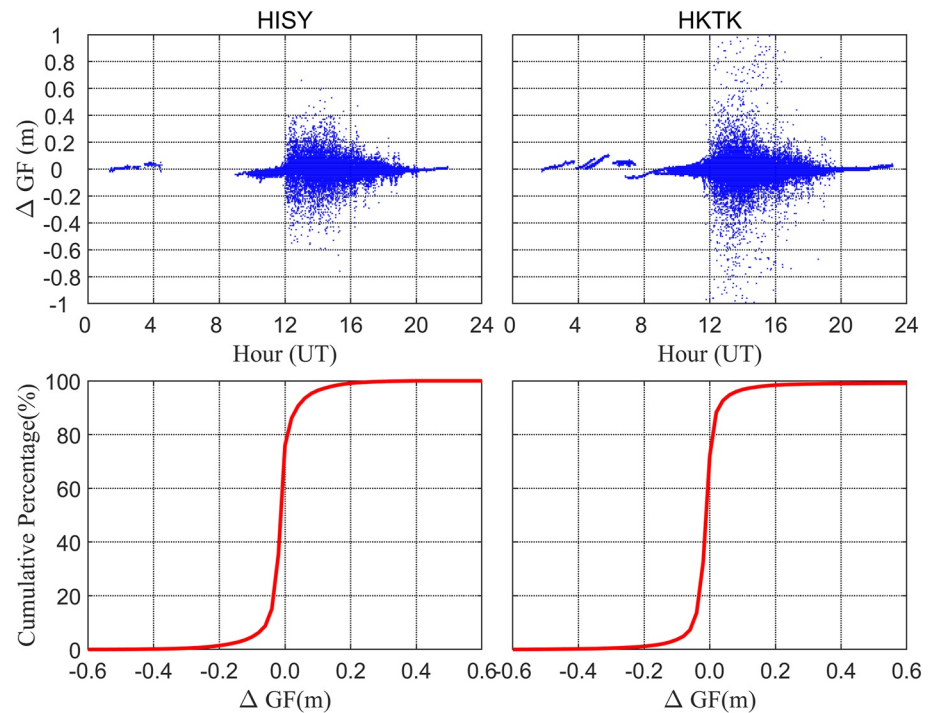 HISY HKTK
1
0.8
0.6
0.4
0.2
0
-0.2
-0.4
-0.6
-0.8
-1
Δ GF (m)
0 4 8 12 16 20 24 0 4 8 12 16 20 24
Hour (UT) Hour (UT)
100
80
60
40
20
0
Cumulative Percentage(%)
-0.6 -0.4 -0.2 0.0 0.2 0.4 0.6 -0.6 -0.4 -0.2 0.0 0.2 0.4 0.6
Δ GF(m) Δ GF(m)